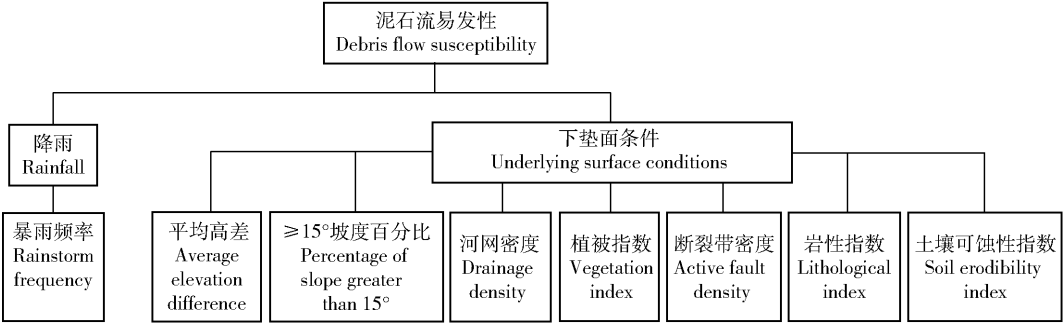 泥石流易发性
Debris flow susceptibility
降雨
Rainfall
下垫面条件
Underlying surface conditions
暴雨频率
Rainstorm
frequency
平均高差
Average
elevation
difference
≥15°坡度百分比
Percentage of
slope greater
than 15°
河网密度
Drainage
density
植被指数
Vegetation
index
断裂带密度
Active fault
density
岩性指数
Lithological
index
土壤可蚀性指数
Soil erodibility
index